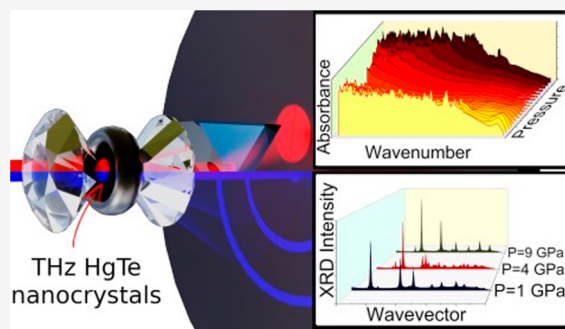 Absorbance
Wavenumber
Pressure
THz HgTe
nanocrystals
XRD Intensity
Wavevector
P=9 GPa
P=4 GPa
P=1 GPa